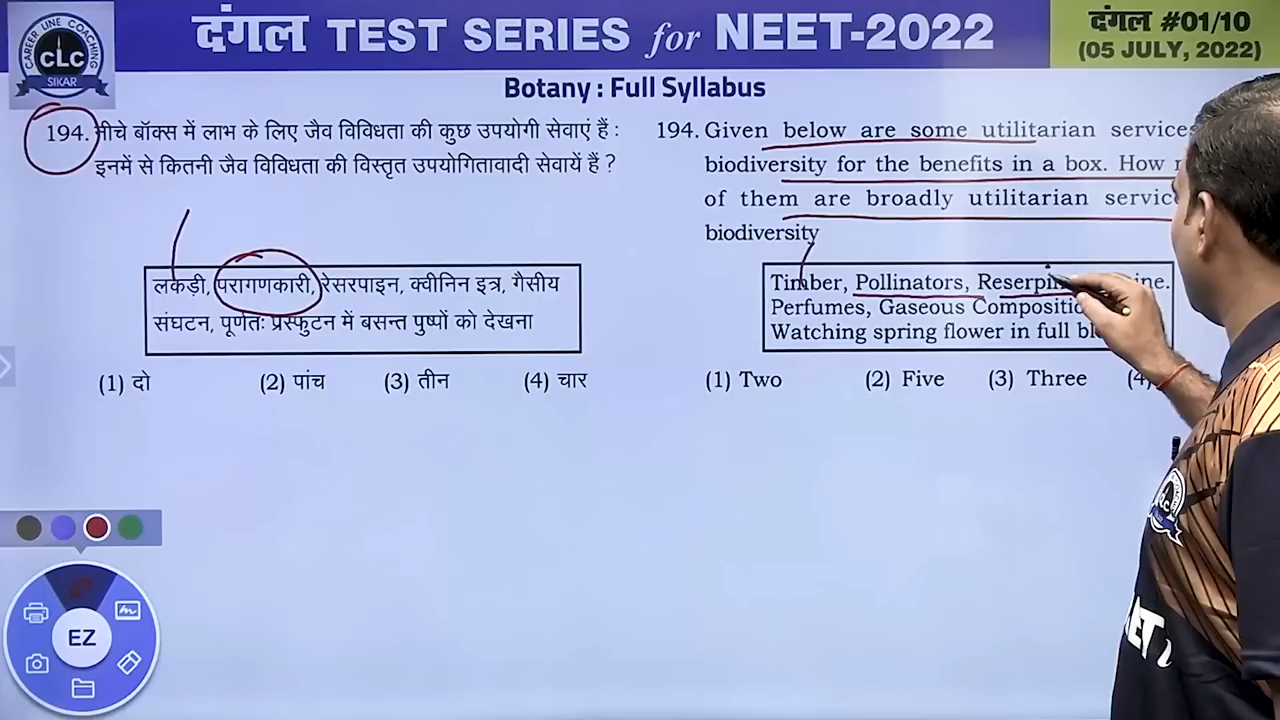 दंगल TEST SERIES for NEET-2022
दंगल #01/10
(05 JULY, 2022)
CAREER LINE COACHING
CLC
SIKAR
Botany : Full Syllabus
194. नीचे बॉक्स में लाभ के लिए जैव विविधता की कुछ उपयोगी सेवाएं हैं :
इनमें से कितनी जैव विविधता की विस्तृत उपयोगितावादी सेवायें हैं ?
लकड़ी, परागणकारी, रेसरपाइन, क्वीनिन इत्र, गैसीय
संघटन, पूर्णतः प्रस्फुटन में बसन्त पुष्पों को देखना
(1) दो (2) पांच (3) तीन (4) चार
194. Given below are some utilitarian services
biodiversity for the benefits in a box. How
of them are broadly utilitarian
biodiversity
Timber, Pollinators,
Perfumes, Gaseous
Watching spring flower in full
(1) Two (2) Five (3) Three (4)
EZ